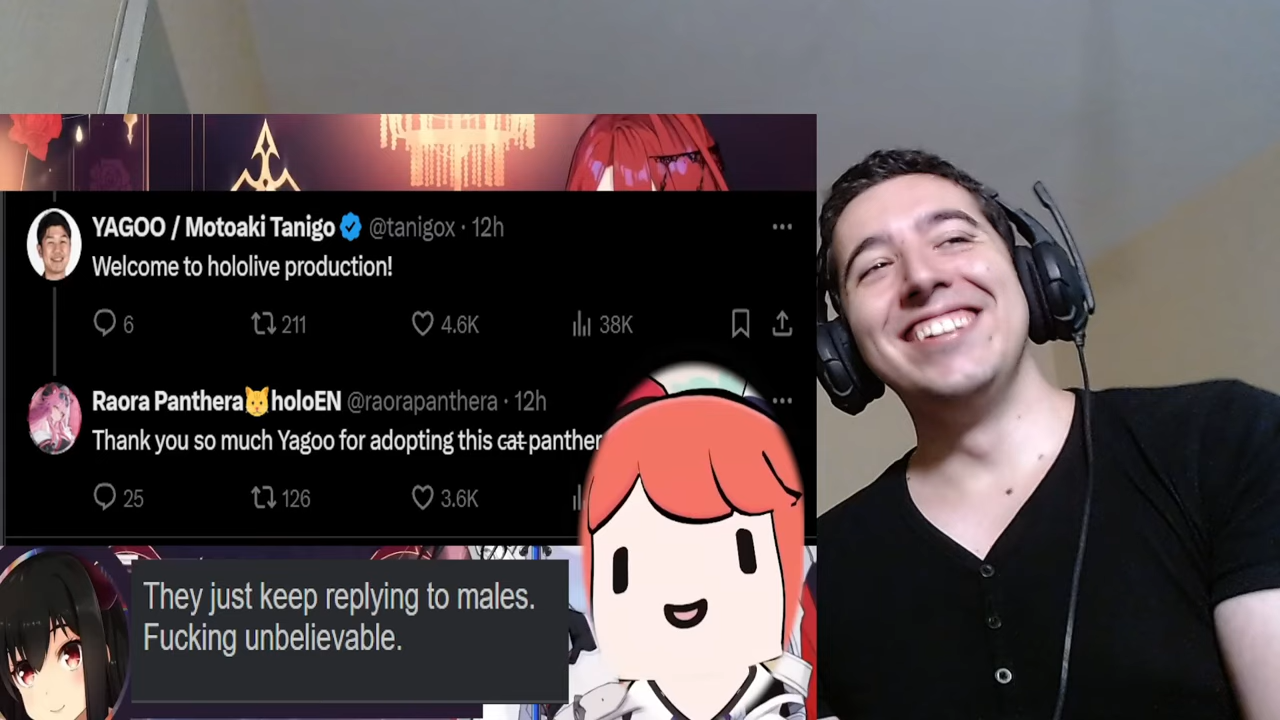 YAGOO / Motoaki Tanigo @tanigox · 12h
Welcome to hololive production!
6 211 4.6K 38K
Raora Panthera🐱holoEN @raorapanthera · 12h
Thank you so much Yagoo for adopting this cat panther
25 126 3.6K
They just keep replying to males.
Fucking unbelievable.